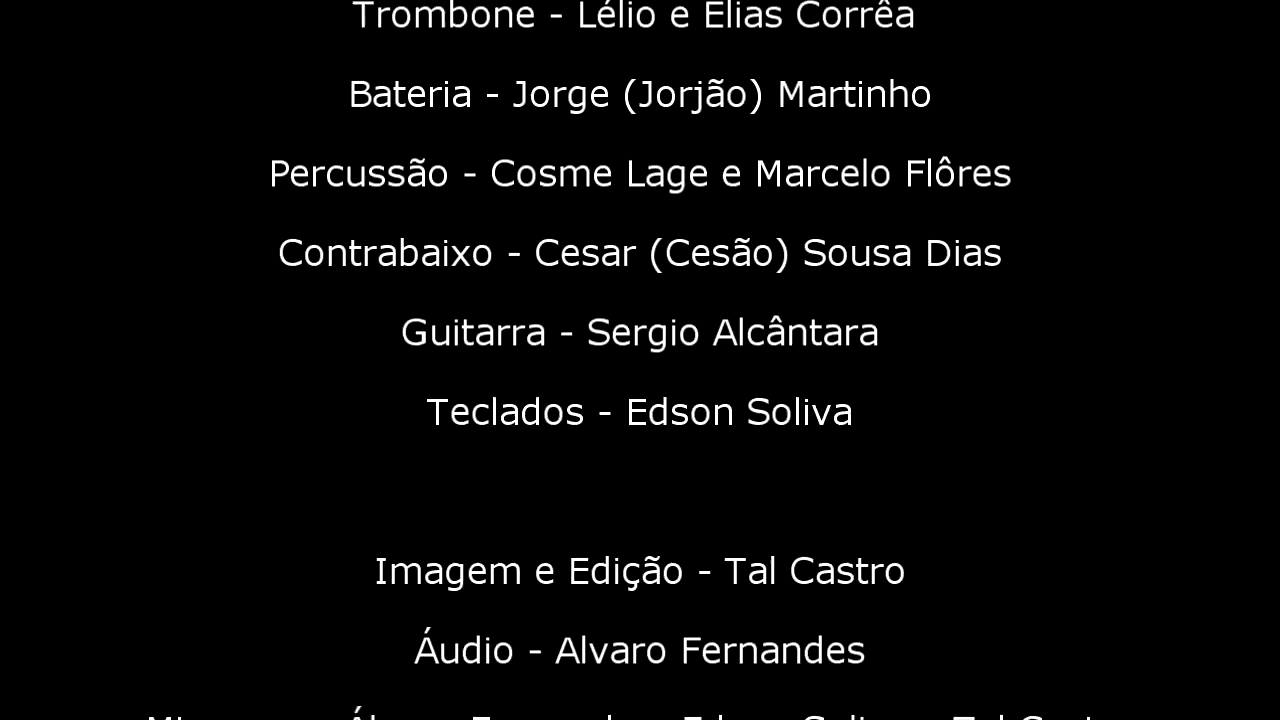 Trombone - Lélio e Elias Corrêa
Bateria - Jorge (Jorjão) Martinho
Percussão - Cosme Lage e Marcelo Flôres
Contrabaixo - Cesar (Cesão) Sousa Dias
Guitarra - Sergio Alcântara
Teclados - Edson Soliva
Imagem e Edição - Tal Castro
Áudio - Alvaro Fernandes